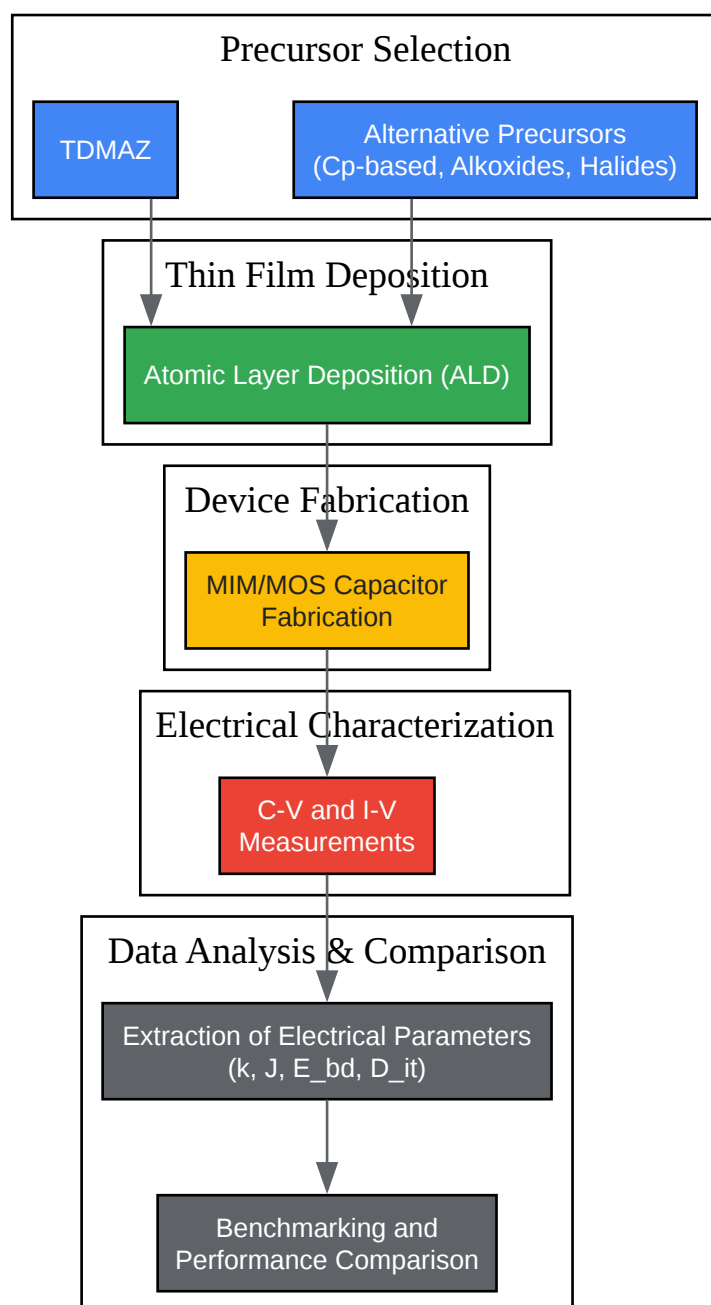 Precursor Selection
TDMAZ
Alternative Precursors
(Cp-based, Alkoxides, Halides)
Thin Film Deposition
Atomic Layer Deposition (ALD)
Device Fabrication
MIM/MOS Capacitor
Fabrication
Electrical Characterization
C-V and I-V
Measurements
Data Analysis & Comparison
Extraction of Electrical Parameters
(k, J, E_bd, D_it)
Benchmarking and
Performance Comparison